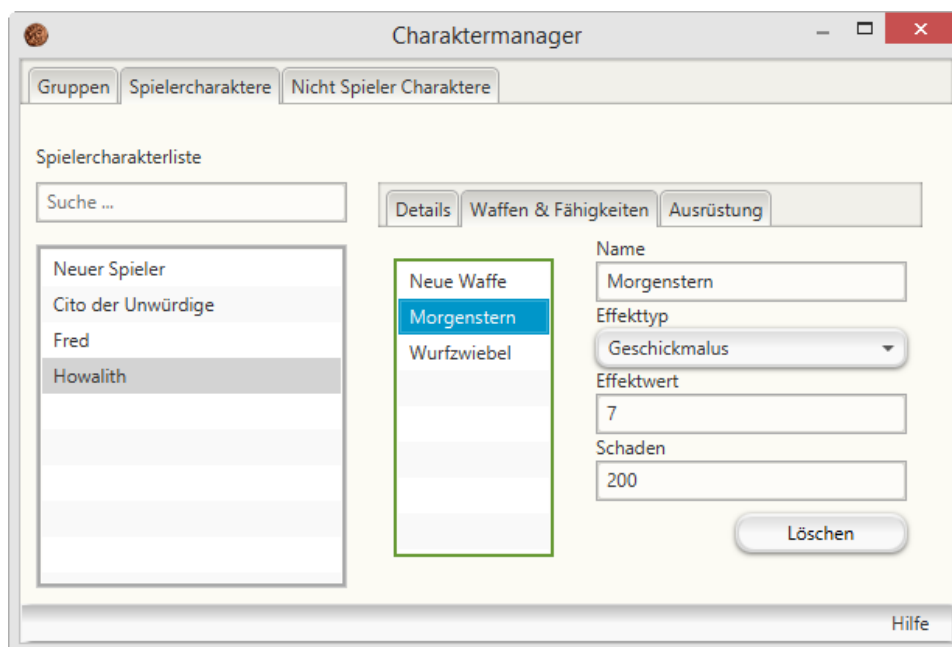 Charaktermanager
Gruppen Spielercharaktere Nicht Spieler Charaktere
Spielercharakterliste
Suche ...
Neuer Spieler
Cito der Unwürdige
Fred
Howalith
Details Waffen & Fähigkeiten Ausrüstung
Neue Waffe
Morgenstern
Wurfzwiebel
Name
Morgenstern
Effekttyp
Geschickmalus
Effektwert
7
Schaden
200
Löschen
Hilfe